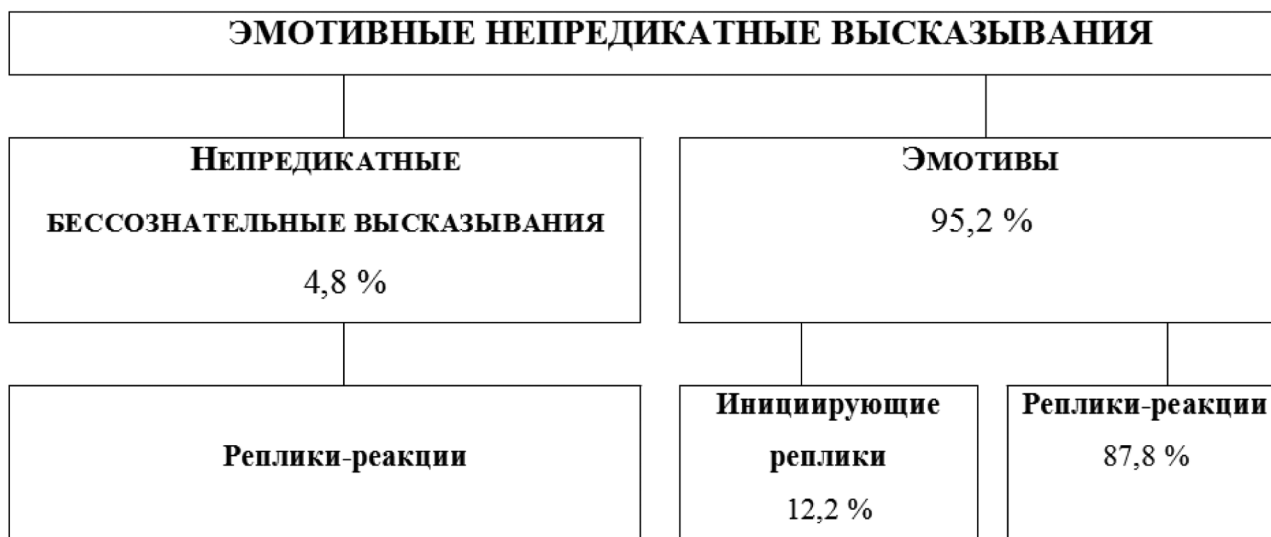 ЭМОТИВНЫЕ НЕПРЕДИКАТНЫЕ ВЫСКАЗЫВАНИЯ
НЕПРЕДИКАТНЫЕ
БЕССОЗНАТЕЛЬНЫЕ ВЫСКАЗЫВАНИЯ
4,8 %
ЭМОТИВЫ
95,2 %
Реплики-реакции
Инициирующие
реплики
12,2 %
Реплики-реакции
87,8 %